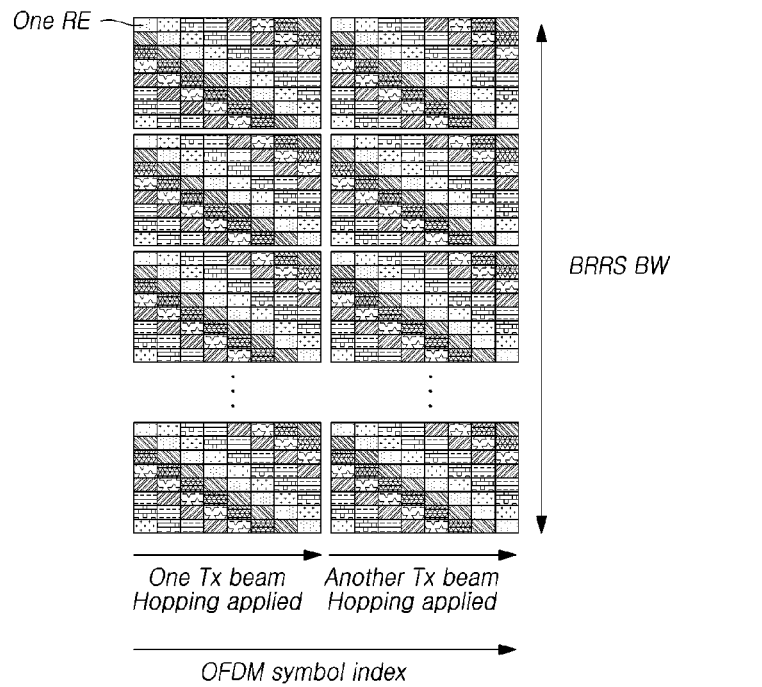 One RE
BRRS BW
One Tx beam
Hopping applied
Another Tx beam
Hopping applied
OFDM symbol index